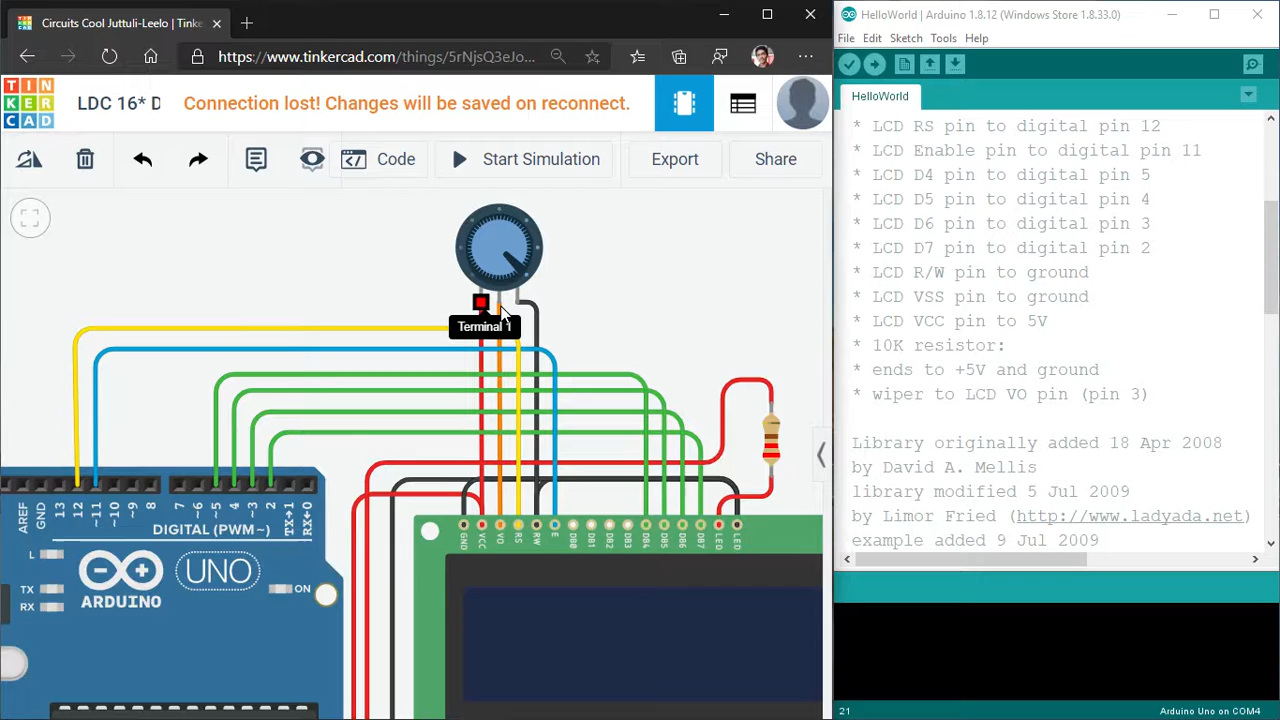 Circuits Cool Juttuli-Leelo | Tinke
https://www.tinkercad.com/things/5rNjsQ3eJo...
TIN
KER
CAD
LDC 16* D
Connection lost! Changes will be saved on reconnect.
Code
Start Simulation
Export
Share
Terminal 1
AREF
GND
13
12
~11
~10
~9
8
7
~6
~5
4
~3
2
TX→1
RX←0
DIGITAL (PWM~)
L
TX
RX
UNO
ON
ARDUINO
GND
VCC
VO
RS
RW
E
DB0
DB1
DB2
DB3
DB4
DB5
DB6
DB7
LED
LED
HelloWorld | Arduino 1.8.12 (Windows Store 1.8.33.0)
File Edit Sketch Tools Help
HelloWorld
* LCD RS pin to digital pin 12
* LCD Enable pin to digital pin 11
* LCD D4 pin to digital pin 5
* LCD D5 pin to digital pin 4
* LCD D6 pin to digital pin 3
* LCD D7 pin to digital pin 2
* LCD R/W pin to ground
* LCD VSS pin to ground
* LCD VCC pin to 5V
* 10K resistor:
* ends to +5V and ground
* wiper to LCD VO pin (pin 3)
Library originally added 18 Apr 2008
by David A. Mellis
library modified 5 Jul 2009
by Limor Fried (http://www.ladyada.net)
example added 9 Jul 2009
21
Arduino Uno on COM4